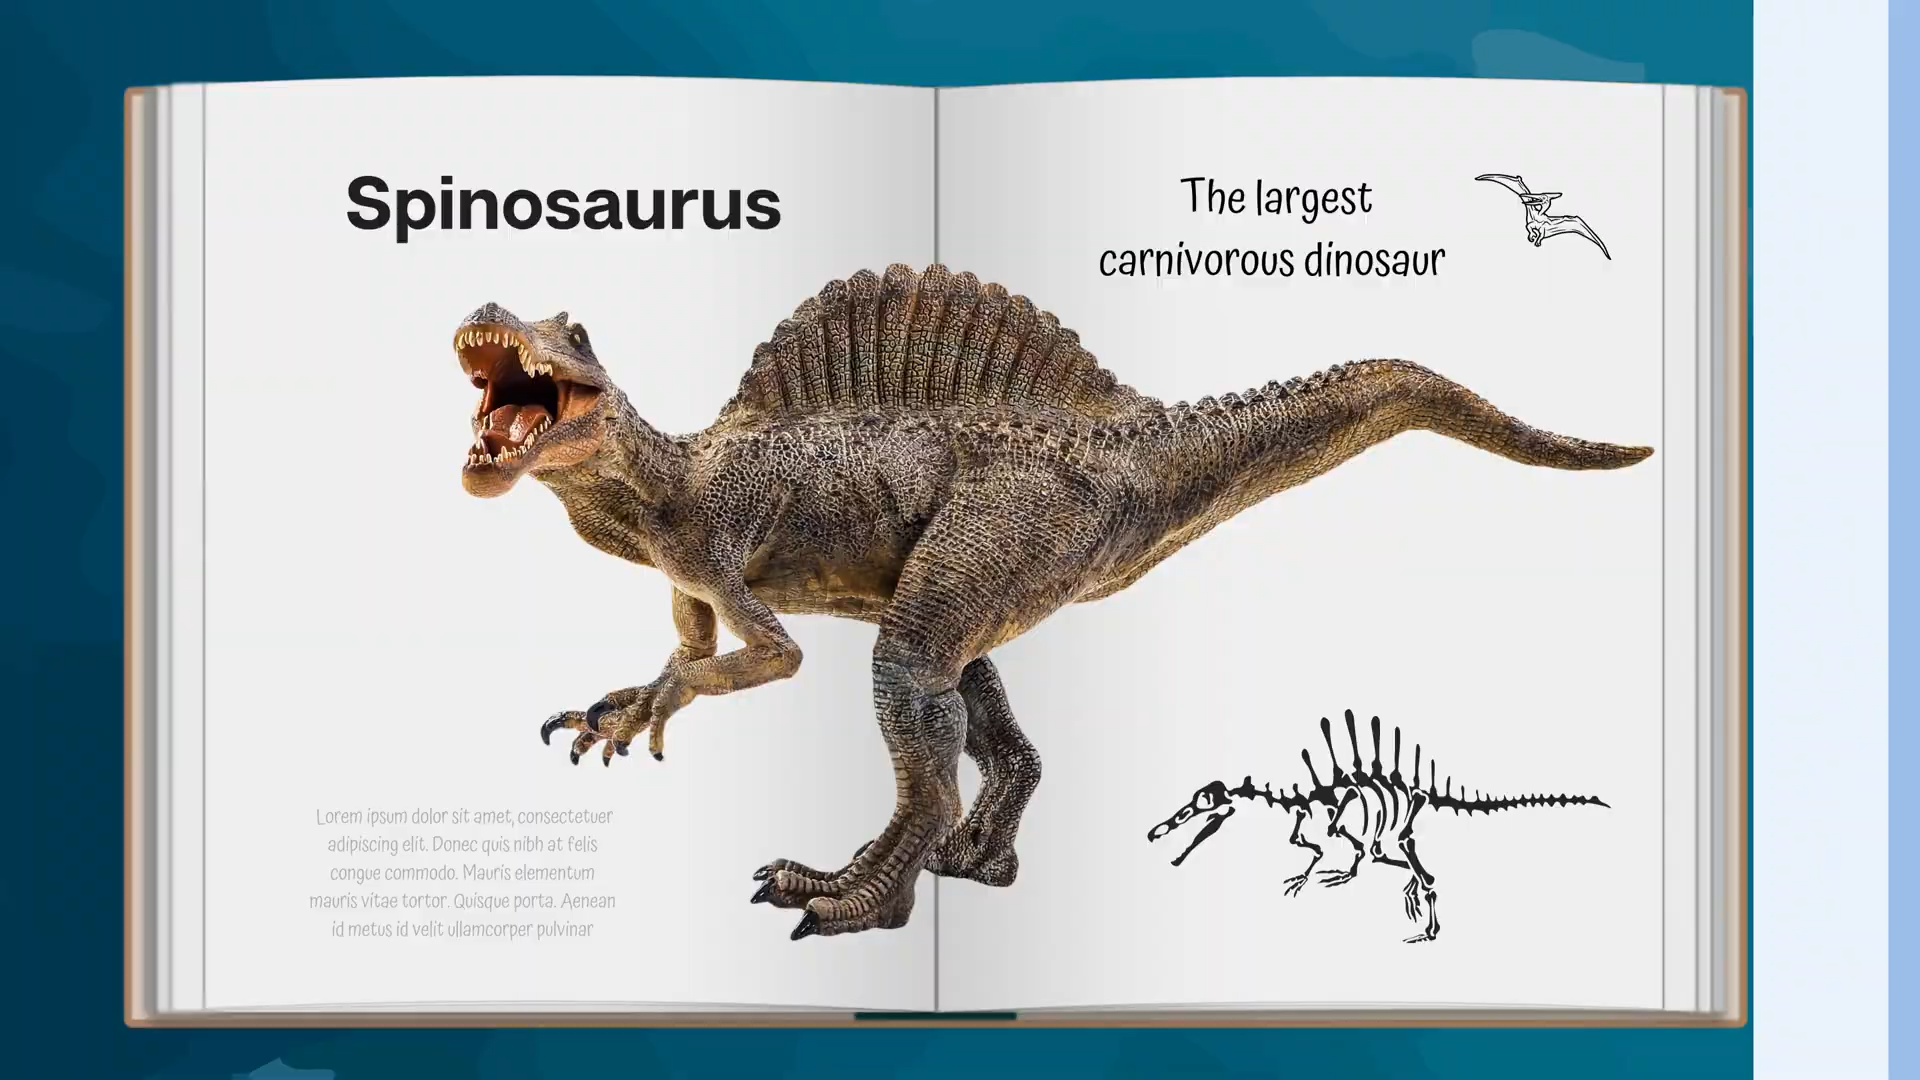 Spinosaurus
The largest
carnivorous dinosaur
Lorem ipsum dolor sit amet, consectetuer
adipiscing elit. Donec quis nibh at felis
congue commodo. Mauris elementum
mauris vitae tortor. Quisque porta. Aenean
id metus id velit ullamcorper pulvinar